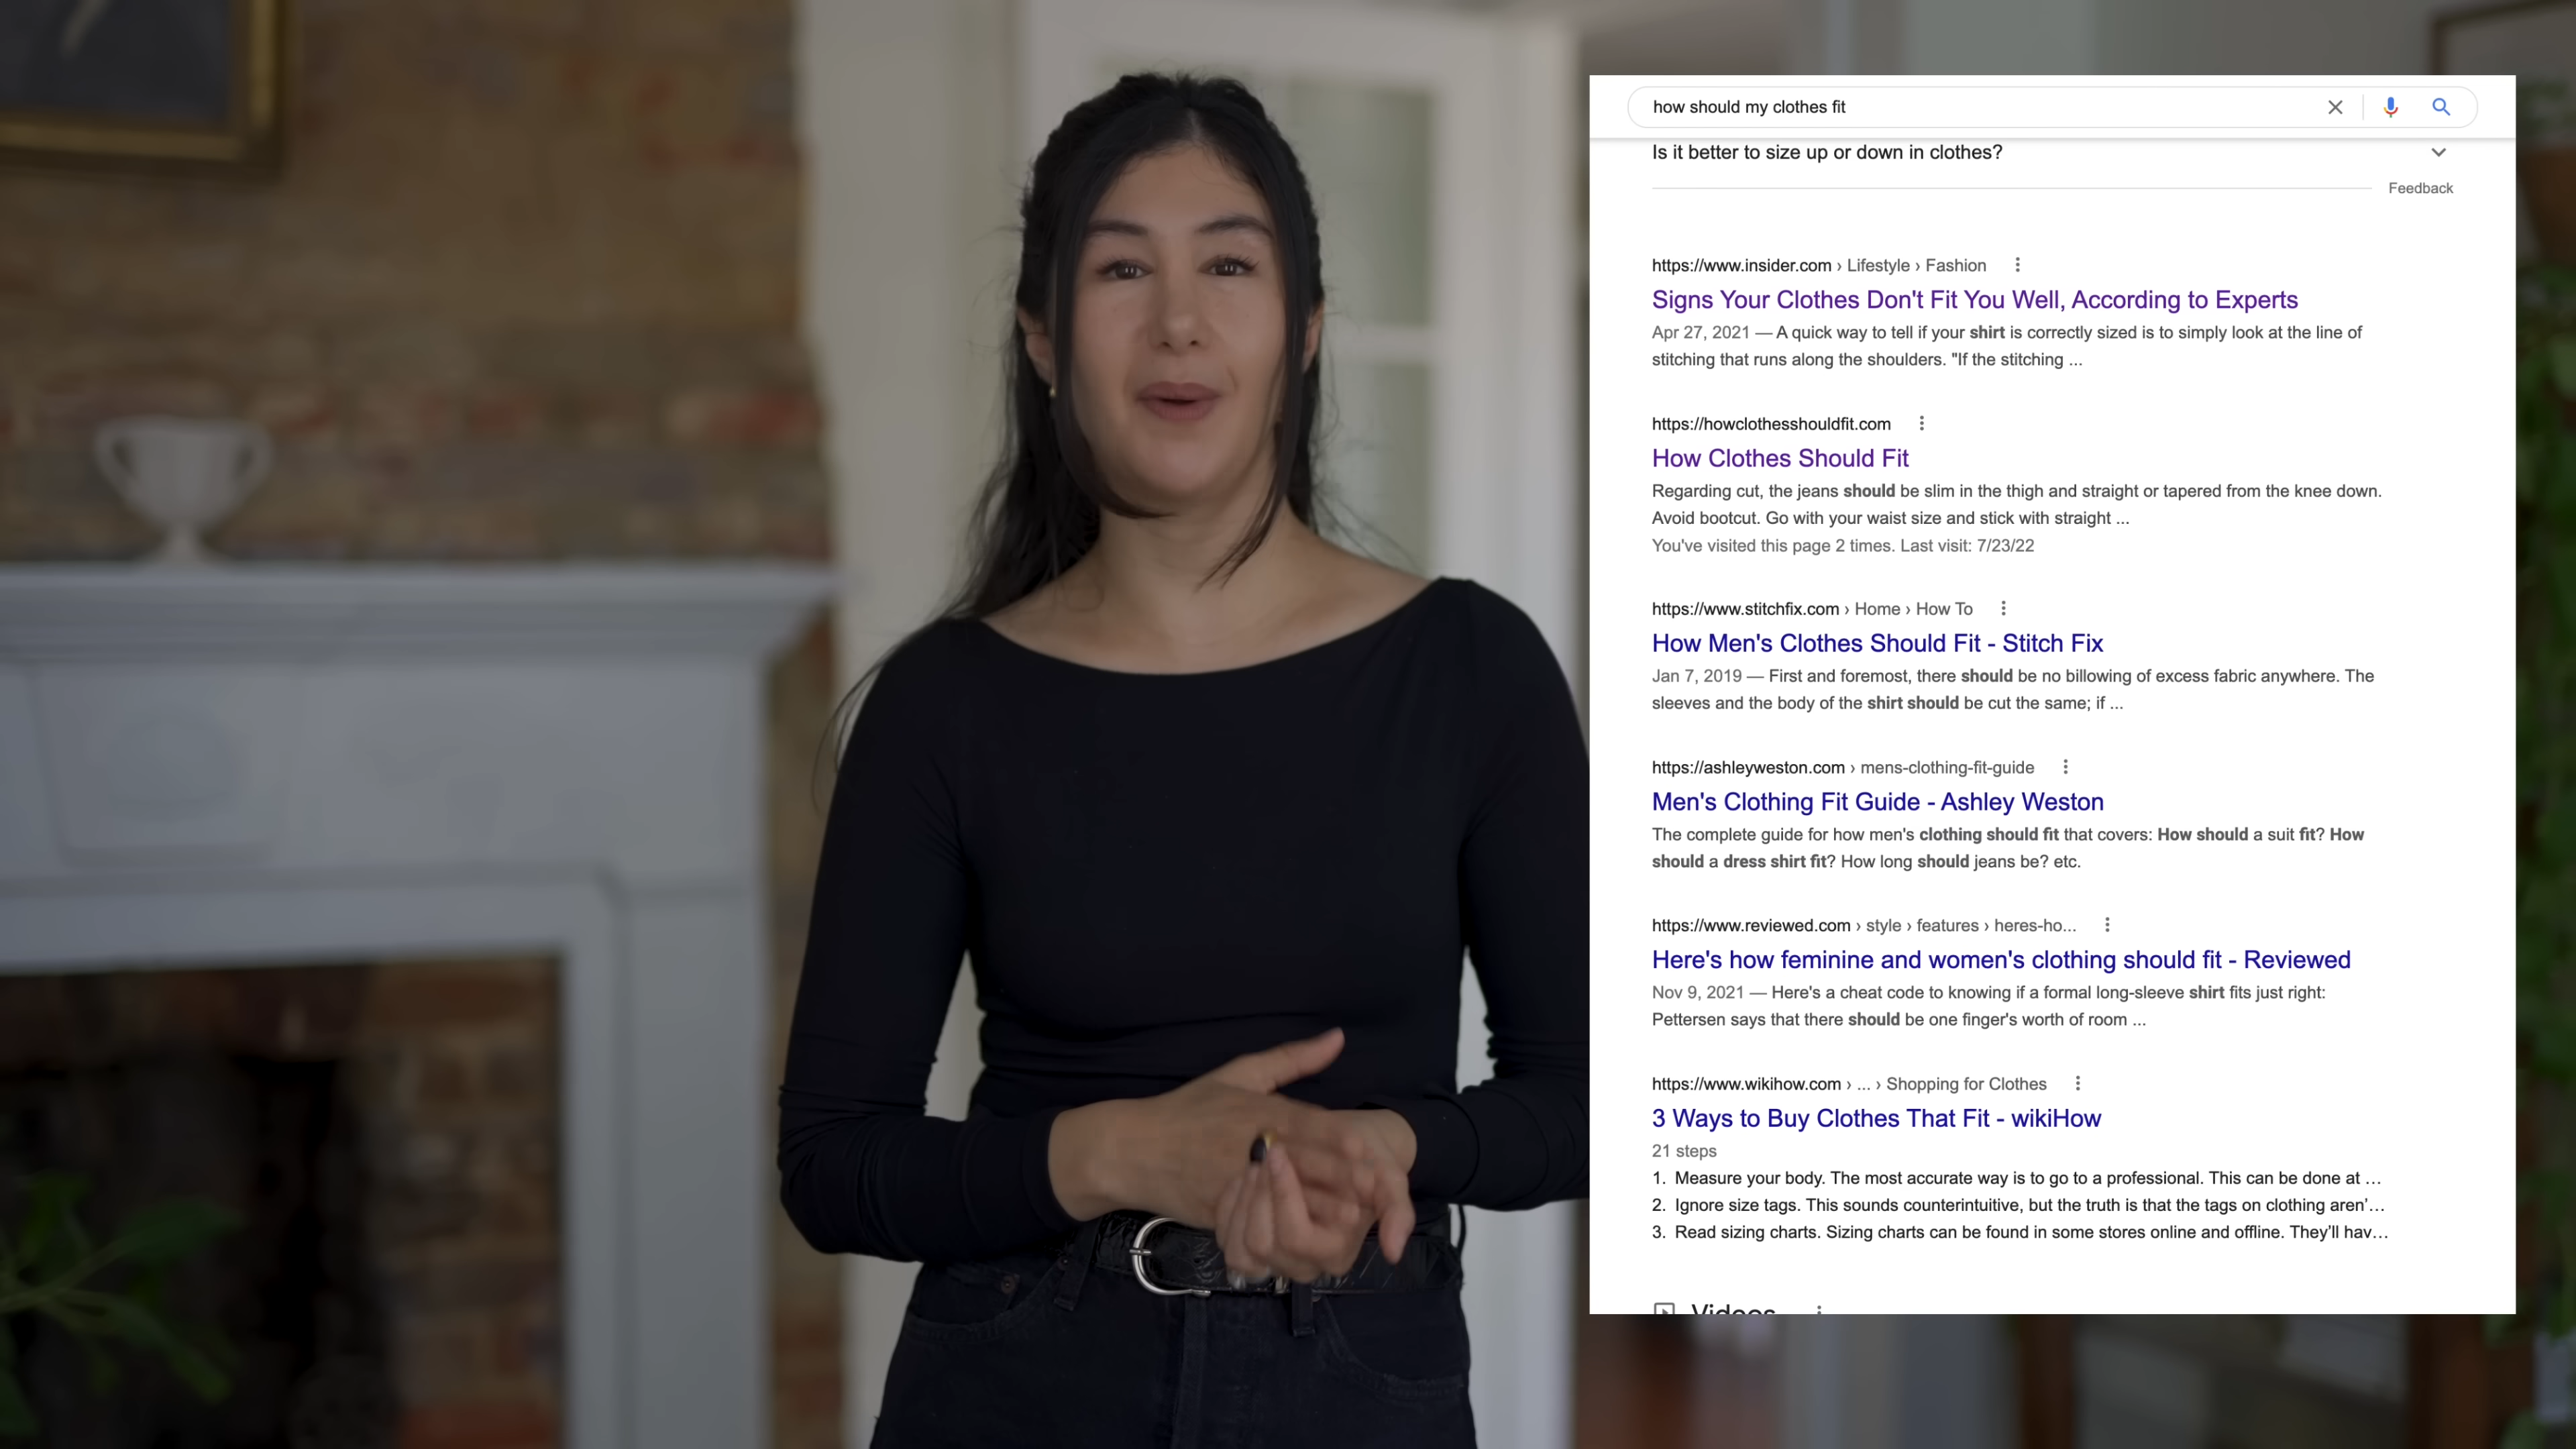 how should my clothes fit
Is it better to size up or down in clothes?
Feedback
https://www.insider.com › Lifestyle › Fashion
Signs Your Clothes Don't Fit You Well, According to Experts
Apr 27, 2021 — A quick way to tell if your shirt is correctly sized is to simply look at the line of
stitching that runs along the shoulders. "If the stitching ...
https://howclothesshouldfit.com
How Clothes Should Fit
Regarding cut, the jeans should be slim in the thigh and straight or tapered from the knee down.
Avoid bootcut. Go with your waist size and stick with straight ...
You've visited this page 2 times. Last visit: 7/23/22
https://www.stitchfix.com › Home › How To
How Men's Clothes Should Fit - Stitch Fix
Jan 7, 2019 — First and foremost, there should be no billowing of excess fabric anywhere. The
sleeves and the body of the shirt should be cut the same; if ...
https://ashleyweston.com › mens-clothing-fit-guide
Men's Clothing Fit Guide - Ashley Weston
The complete guide for how men's clothing should fit that covers: How should a suit fit? How
should a dress shirt fit? How long should jeans be? etc.
https://www.reviewed.com › style › features › heres-ho...
Here's how feminine and women's clothing should fit - Reviewed
Nov 9, 2021 — Here's a cheat code to knowing if a formal long-sleeve shirt fits just right:
Pettersen says that there should be one finger's worth of room ...
https://www.wikihow.com › ... › Shopping for Clothes
3 Ways to Buy Clothes That Fit - wikiHow
21 steps
1. Measure your body. The most accurate way is to go to a professional. This can be done at ...
2. Ignore size tags. This sounds counterintuitive, but the truth is that the tags on clothing aren'...
3. Read sizing charts. Sizing charts can be found in some stores online and offline. They'll hav...
Videos